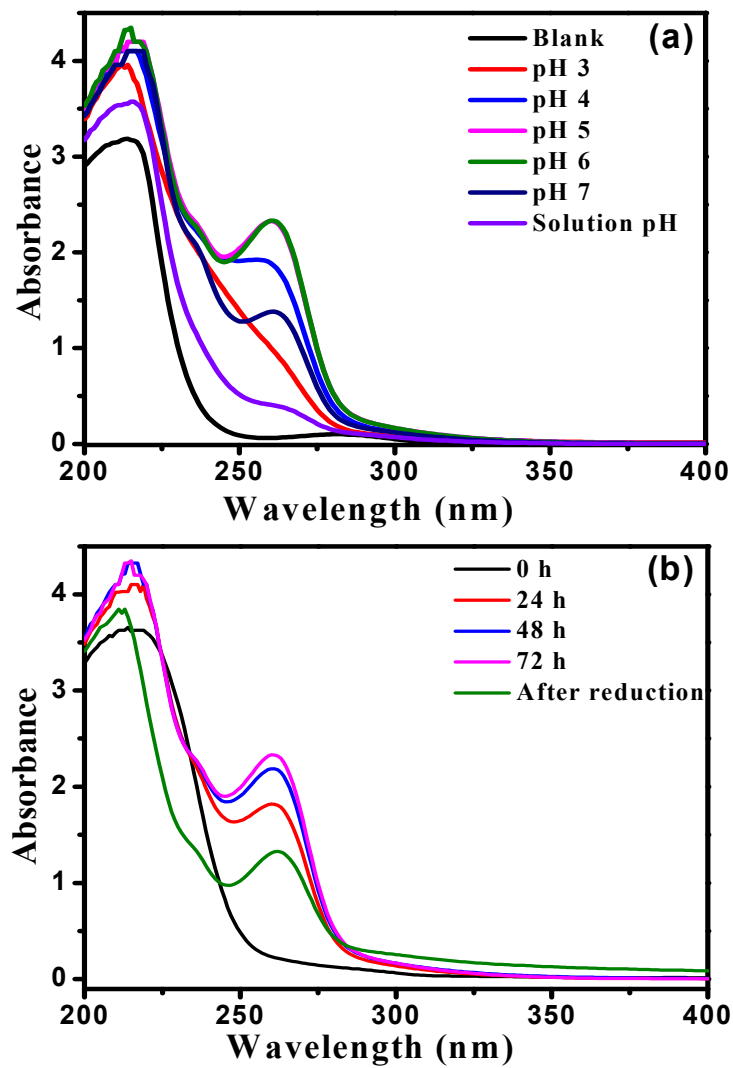 (a)
Blank
pH 3
pH 4
pH 5
pH 6
pH 7
Solution pH
4
3
2
1
0
Absorbance
200 250 300 350 400
Wavelength (nm)
(b)
0 h
24 h
48 h
72 h
After reduction
4
3
2
1
0
Absorbance
200 250 300 350 400
Wavelength (nm)